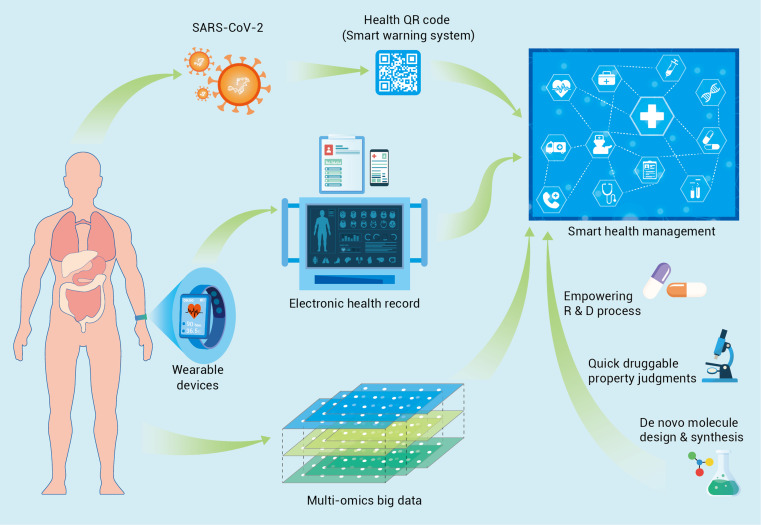 SARS-CoV-2
Health QR code
(Smart warning system)
Smart health management
Electronic health record
Wearable
devices
Multi-omics big data
Empowering
R & D process
Quick druggable
property judgments
De novo molecule
design & synthesis